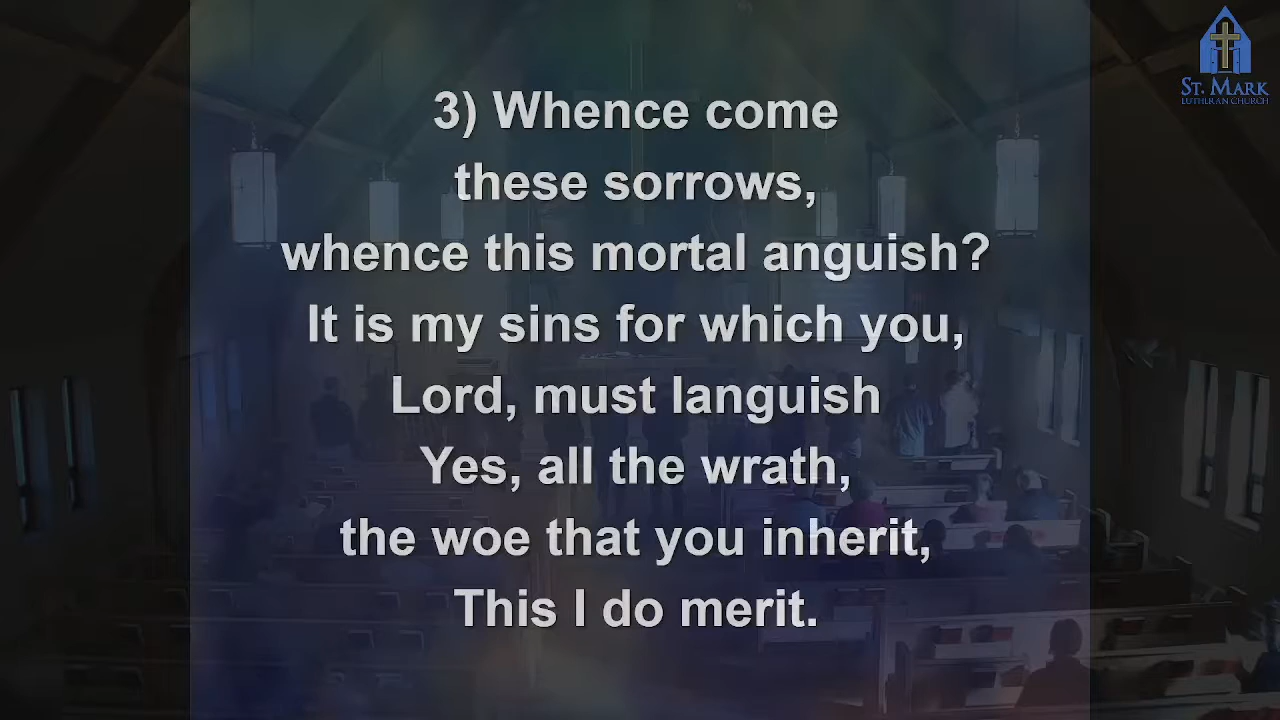 St. Mark
Lutheran Church
3) Whence come
these sorrows,
whence this mortal anguish?
It is my sins for which you,
Lord, must languish
Yes, all the wrath,
the woe that you inherit,
This I do merit.